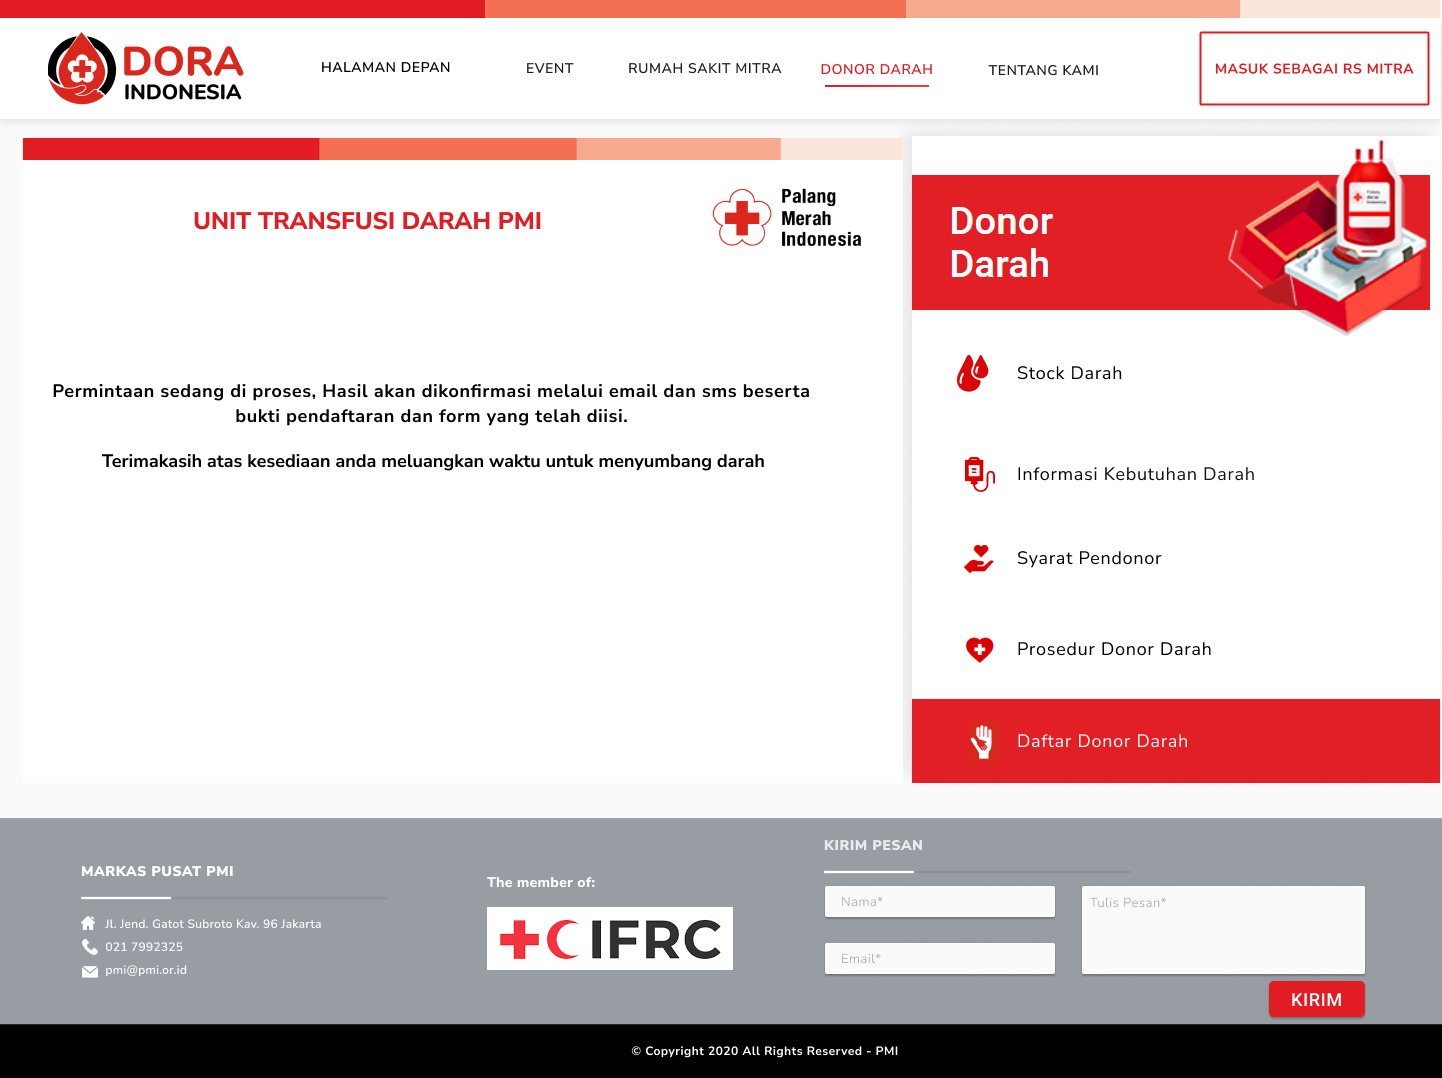 DORA
INDONESIA
HALAMAN DEPAN
EVENT
RUMAH SAKIT MITRA
DONOR DARAH
TENTANG KAMI
MASUK SEBAGAI RS MITRA
UNIT TRANSFUSI DARAH PMI
Palang
Merah
Indonesia
Permintaan sedang di proses, Hasil akan dikonfirmasi melalui email dan sms beserta
bukti pendaftaran dan form yang telah diisi.
Terimakasih atas kesediaan anda meluangkan waktu untuk menyumbang darah
Donor
Darah
Palang
Merah
Indonesia
Stock Darah
Informasi Kebutuhan Darah
Syarat Pendonor
Prosedur Donor Darah
Daftar Donor Darah
MARKAS PUSAT PMI
Jl. Jend. Gatot Subroto Kav. 96 Jakarta
021 7992325
pmi@pmi.or.id
The member of:
IFRC
KIRIM PESAN
Nama*
Email*
Tulis Pesan*
KIRIM
© Copyright 2020 All Rights Reserved - PMI